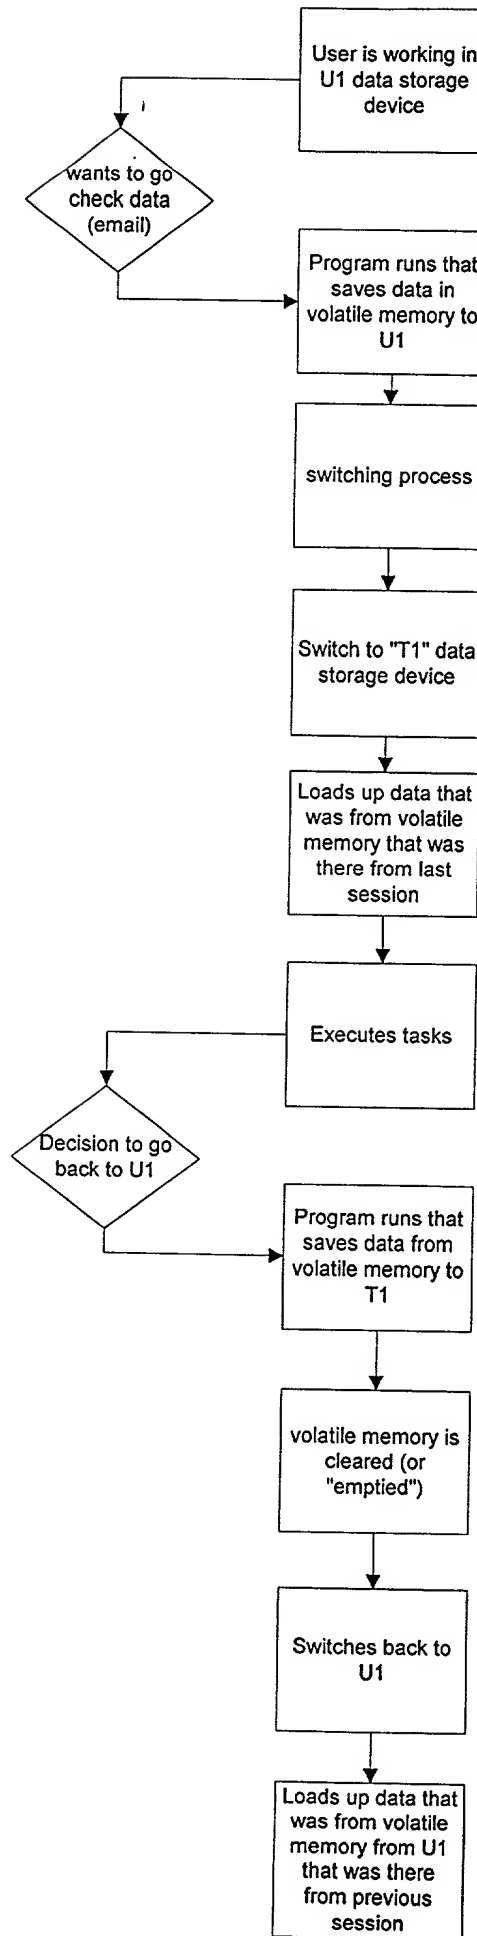 User is working in
U1 data storage
device
wants to go
check data
(email)
Program runs that
saves data in
volatile memory to
U1
switching process
Switch to "T1" data
storage device
Loads up data that
was from volatile
memory that was
there from last
session
Executes tasks
Decision to go
back to U1
Program runs that
saves data from
volatile memory to
T1
volatile memory is
cleared (or
"emptied")
Switches back to
U1
Loads up data that
was from volatile
memory from U1
that was there
from previous
session